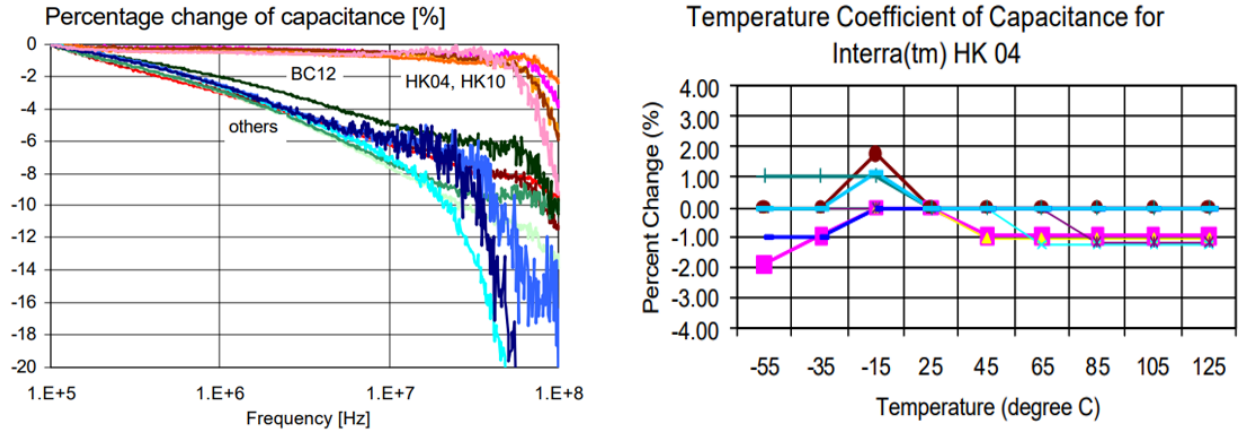 Percentage change of capacitance [%]
0
-2
-4
-6
-8
-10
-12
-14
-16
-18
-20
BC12
HK04, HK10
others
1.E+5
1.E+6
1.E+7
1.E+8
Frequency [Hz]
Temperature Coefficient of Capacitance for
Interra(tm) HK 04
Percent Change (%)
4.00
3.00
2.00
1.00
0.00
-1.00
-2.00
-3.00
-4.00
-55
-35
-15
25
45
65
85
105
125
Temperature (degree C)